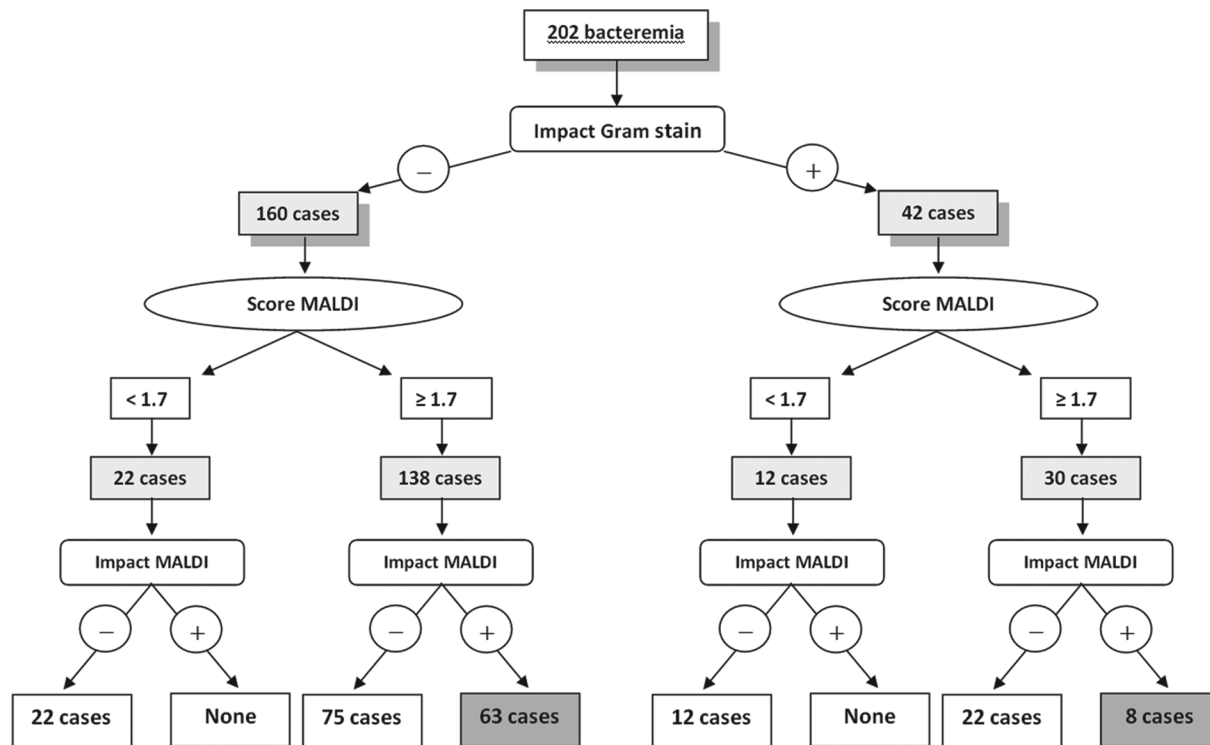 202 bacteremia
Impact Gram stain
− +
160 cases 42 cases
Score MALDI Score MALDI
< 1.7 ≥ 1.7 < 1.7 ≥ 1.7
22 cases 138 cases 12 cases 30 cases
Impact MALDI Impact MALDI Impact MALDI Impact MALDI
− + − + − + − +
22 cases None 75 cases 63 cases 12 cases None 22 cases 8 cases